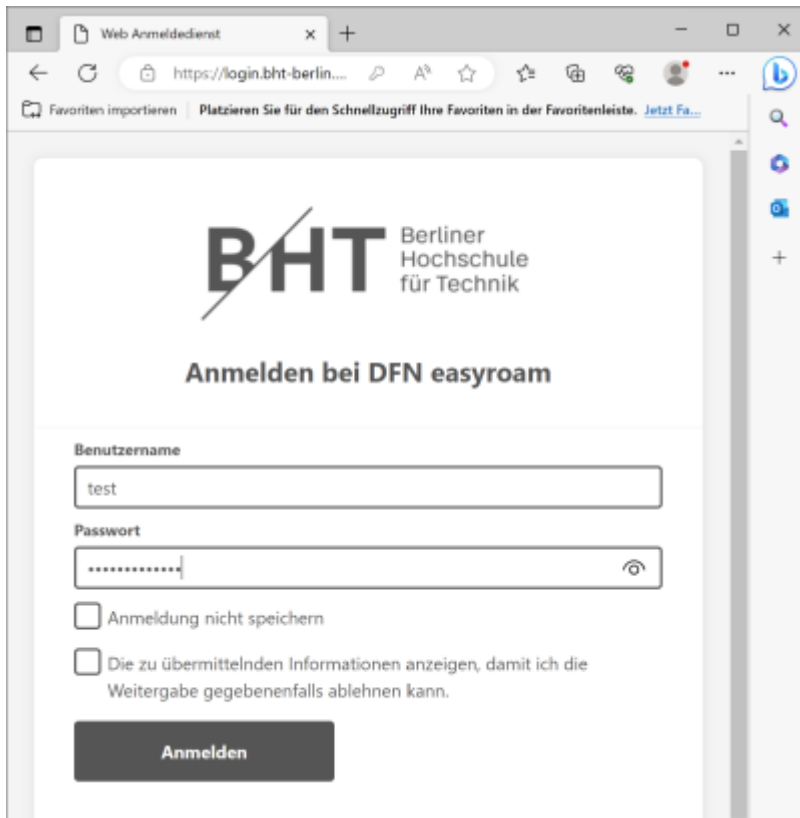 Web Anmeldedienst
https://login.bht-berlin....
Favoriten importieren
Platzieren Sie für den Schnellzugriff Ihre Favoriten in der Favoritenleiste. Jetzt Fa...
BHT
Berliner
Hochschule
für Technik
Anmelden bei DFN easyroam
Benutzername
test
Passwort
•••••••••••••
Anmeldung nicht speichern
Die zu übermittelnden Informationen anzeigen, damit ich die
Weitergabe gegebenenfalls ablehnen kann.
Anmelden